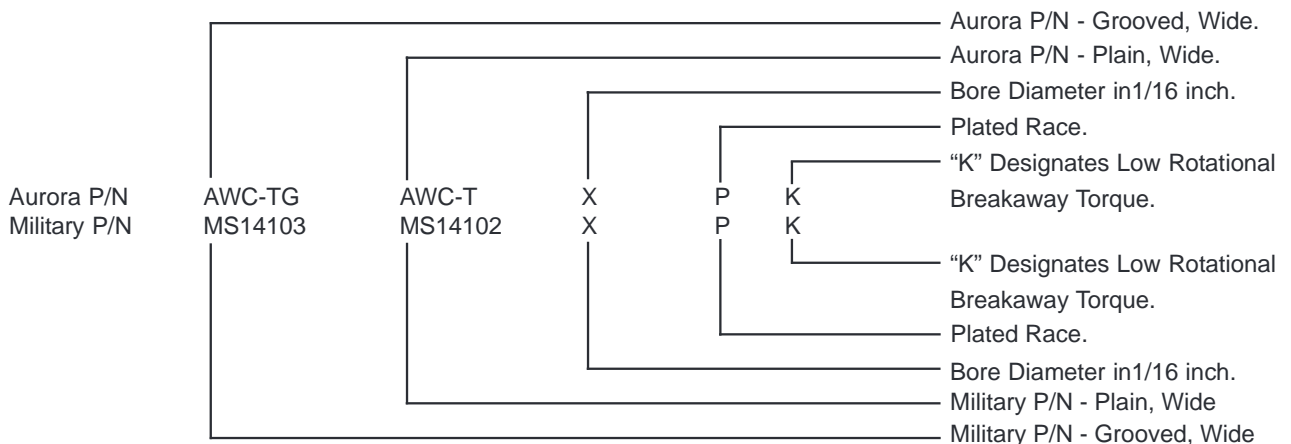 Aurora P/N - Grooved, Wide.
Aurora P/N - Plain, Wide.
Bore Diameter in1/16 inch.
Plated Race.
“K” Designates Low Rotational
Breakaway Torque.
Aurora P/N AWC-TG AWC-T X P K
Military P/N MS14103 MS14102 X P K
“K” Designates Low Rotational
Breakaway Torque.
Plated Race.
Bore Diameter in1/16 inch.
Military P/N - Plain, Wide
Military P/N - Grooved, Wide